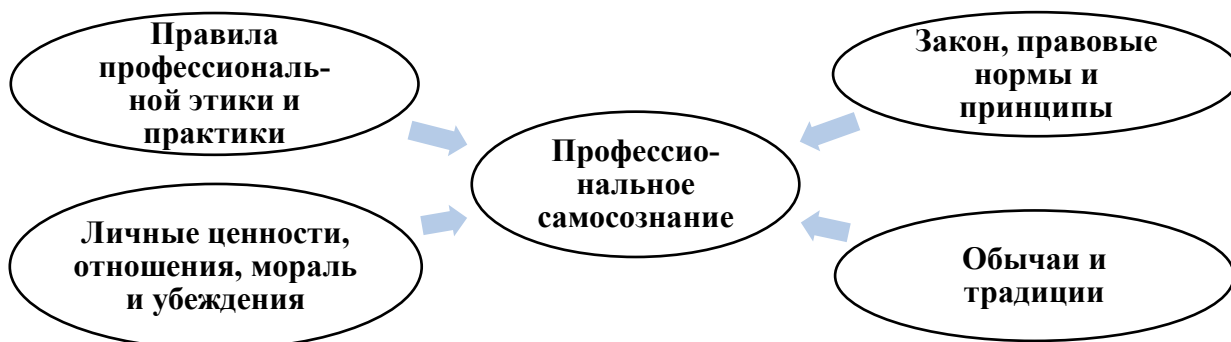 Правила
профессиональ-
ной этики и
практики
Закон, правовые
нормы и
принципы
Профессио-
нальное
самосознание
Личные ценности,
отношения, мораль
и убеждения
Обычаи и
традиции